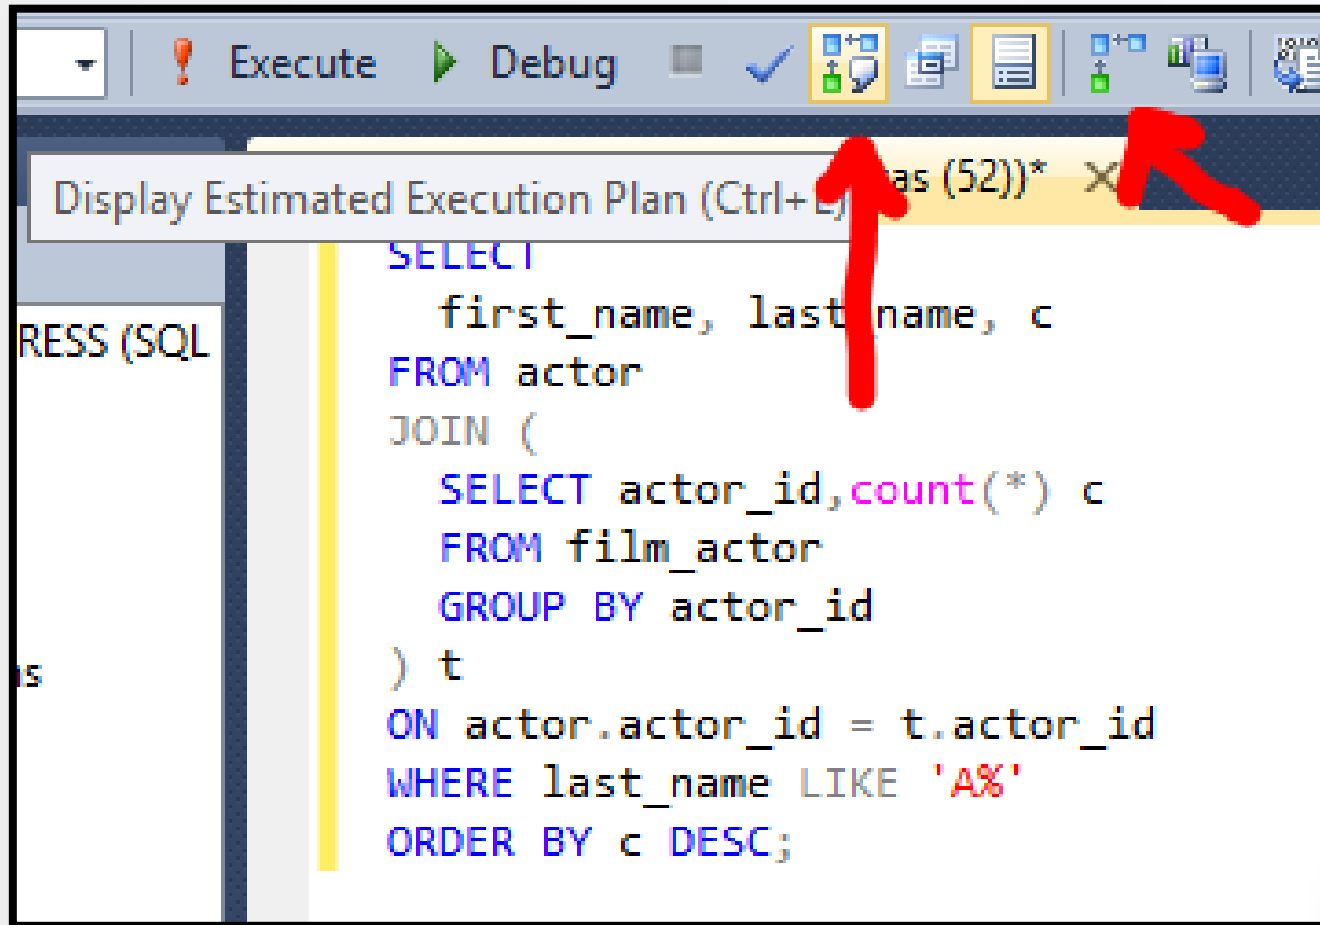 Execute Debug
as (52))*
Display Estimated Execution Plan (Ctrl+L)
SELECT
first_name, last_name, c
RESS (SQL
FROM actor
JOIN (
SELECT actor_id,count(*) c
FROM film_actor
GROUP BY actor_id
) t
ON actor.actor_id = t.actor_id
WHERE last_name LIKE 'A%'
ORDER BY c DESC;